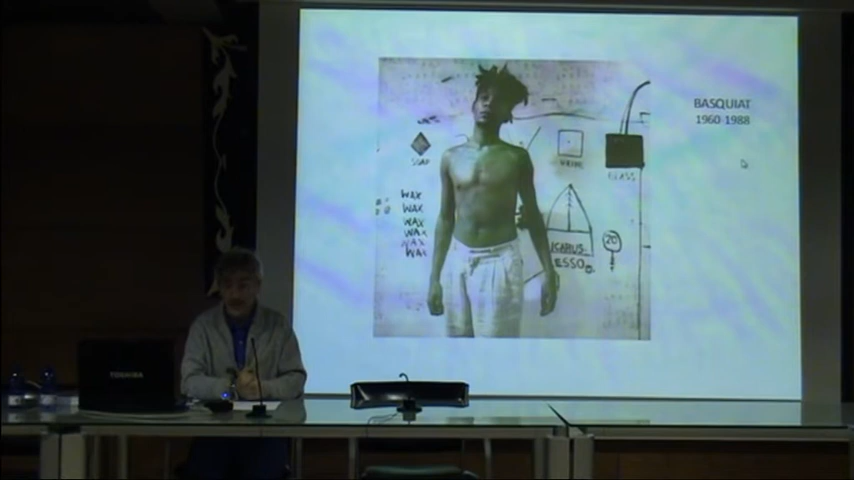 BASQUIAT
1960-1988
SOAP
GLASS
WAX
WAX
WAX
WAX
WAX
WAX
ICARUS:
ESSO
20
TOSHIBA